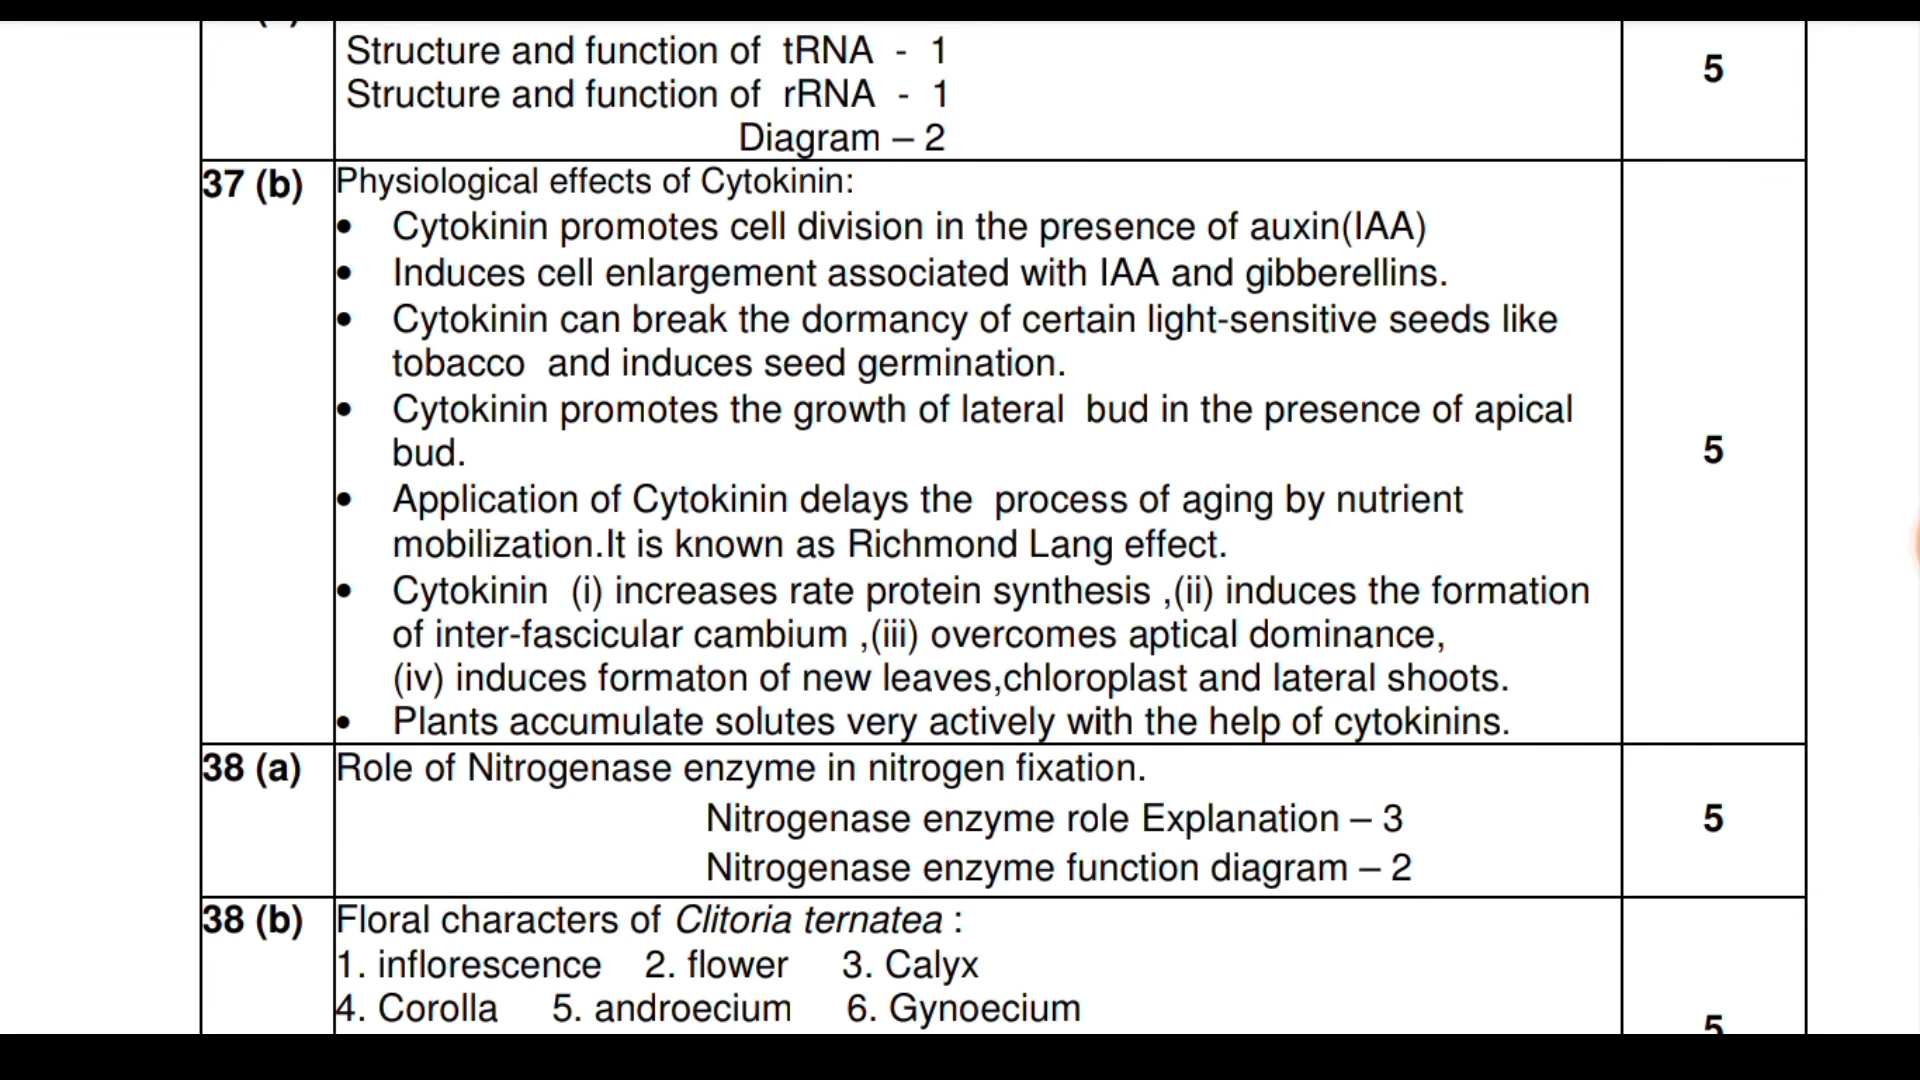 Structure and function of tRNA - 1
Structure and function of rRNA - 1
Diagram – 2
5
37 (b)
Physiological effects of Cytokinin:
• Cytokinin promotes cell division in the presence of auxin(IAA)
• Induces cell enlargement associated with IAA and gibberellins.
• Cytokinin can break the dormancy of certain light-sensitive seeds like
tobacco and induces seed germination.
• Cytokinin promotes the growth of lateral bud in the presence of apical
bud.
• Application of Cytokinin delays the process of aging by nutrient
mobilization.It is known as Richmond Lang effect.
• Cytokinin (i) increases rate protein synthesis ,(ii) induces the formation
of inter-fascicular cambium ,(iii) overcomes aptical dominance,
(iv) induces formaton of new leaves,chloroplast and lateral shoots.
• Plants accumulate solutes very actively with the help of cytokinins.
5
38 (a)
Role of Nitrogenase enzyme in nitrogen fixation.
Nitrogenase enzyme role Explanation – 3
Nitrogenase enzyme function diagram – 2
5
38 (b)
Floral characters of Clitoria ternatea :
1. inflorescence 2. flower 3. Calyx
4. Corolla 5. androecium 6. Gynoecium
5